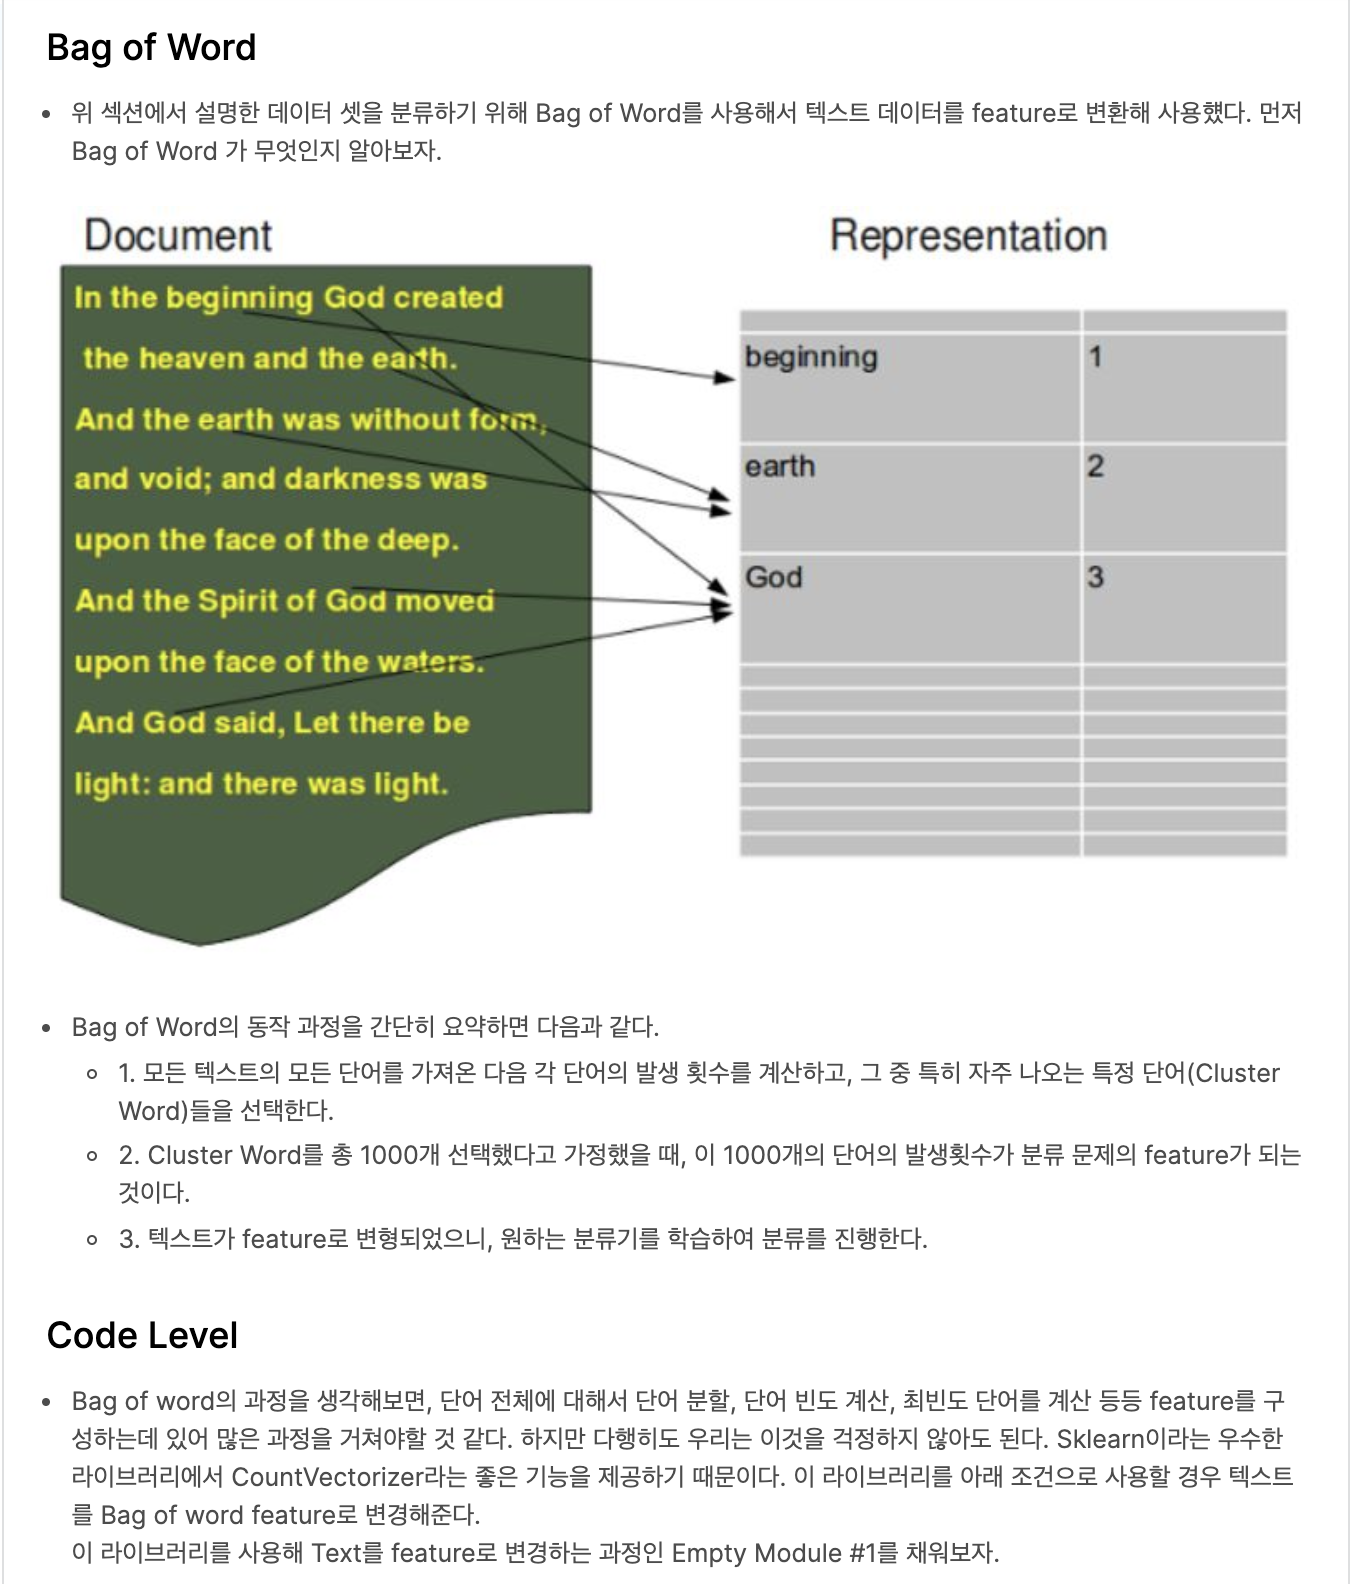 Bag of Word
위 섹션에서 설명한 데이터 셋을 분류하기 위해 Bag of Word를 사용해서 텍스트 데이터를 feature로 변환해 사용헀다. 먼저
Bag of Word 가 무엇인지 알아보자.
Document
In the beginning God created
the heaven and the earth.
And the earth was without form,
and void; and darkness was
upon the face of the deep.
And the Spirit of God moved
upon the face of the waters.
And God said, Let there be
light: and there was light.
Representation
beginning 1
earth 2
God 3
Bag of Word의 동작 과정을 간단히 요약하면 다음과 같다.
1. 모든 텍스트의 모든 단어를 가져온 다음 각 단어의 발생 횟수를 계산하고, 그 중 특히 자주 나오는 특정 단어(Cluster
Word)들을 선택한다.
2. Cluster Word를 총 1000개 선택했다고 가정했을 때, 이 1000개의 단어의 발생횟수가 분류 문제의 feature가 되는
것이다.
3. 텍스트가 feature로 변형되었으니, 원하는 분류기를 학습하여 분류를 진행한다.
Code Level
Bag of word의 과정을 생각해보면, 단어 전체에 대해서 단어 분할, 단어 빈도 계산, 최빈도 단어를 계산 등등 feature를 구
성하는데 있어 많은 과정을 거쳐야할 것 같다. 하지만 다행히도 우리는 이것을 걱정하지 않아도 된다. Sklearn이라는 우수한
라이브러리에서 CountVectorizer라는 좋은 기능을 제공하기 때문이다. 이 라이브러리를 아래 조건으로 사용할 경우 텍스트
를 Bag of word feature로 변경해준다.
이 라이브러리를 사용해 Text를 feature로 변경하는 과정인 Empty Module #1를 채워보자.